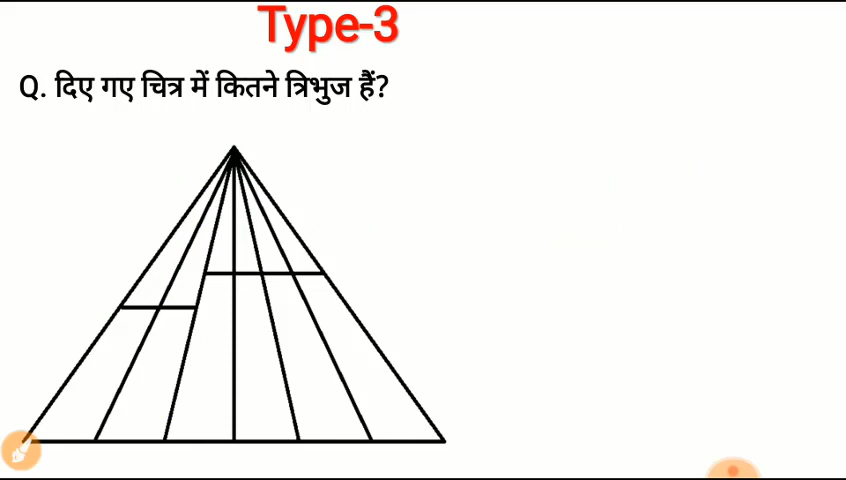 Type-3
Q. दिए गए चित्र में कितने त्रिभुज हैं?